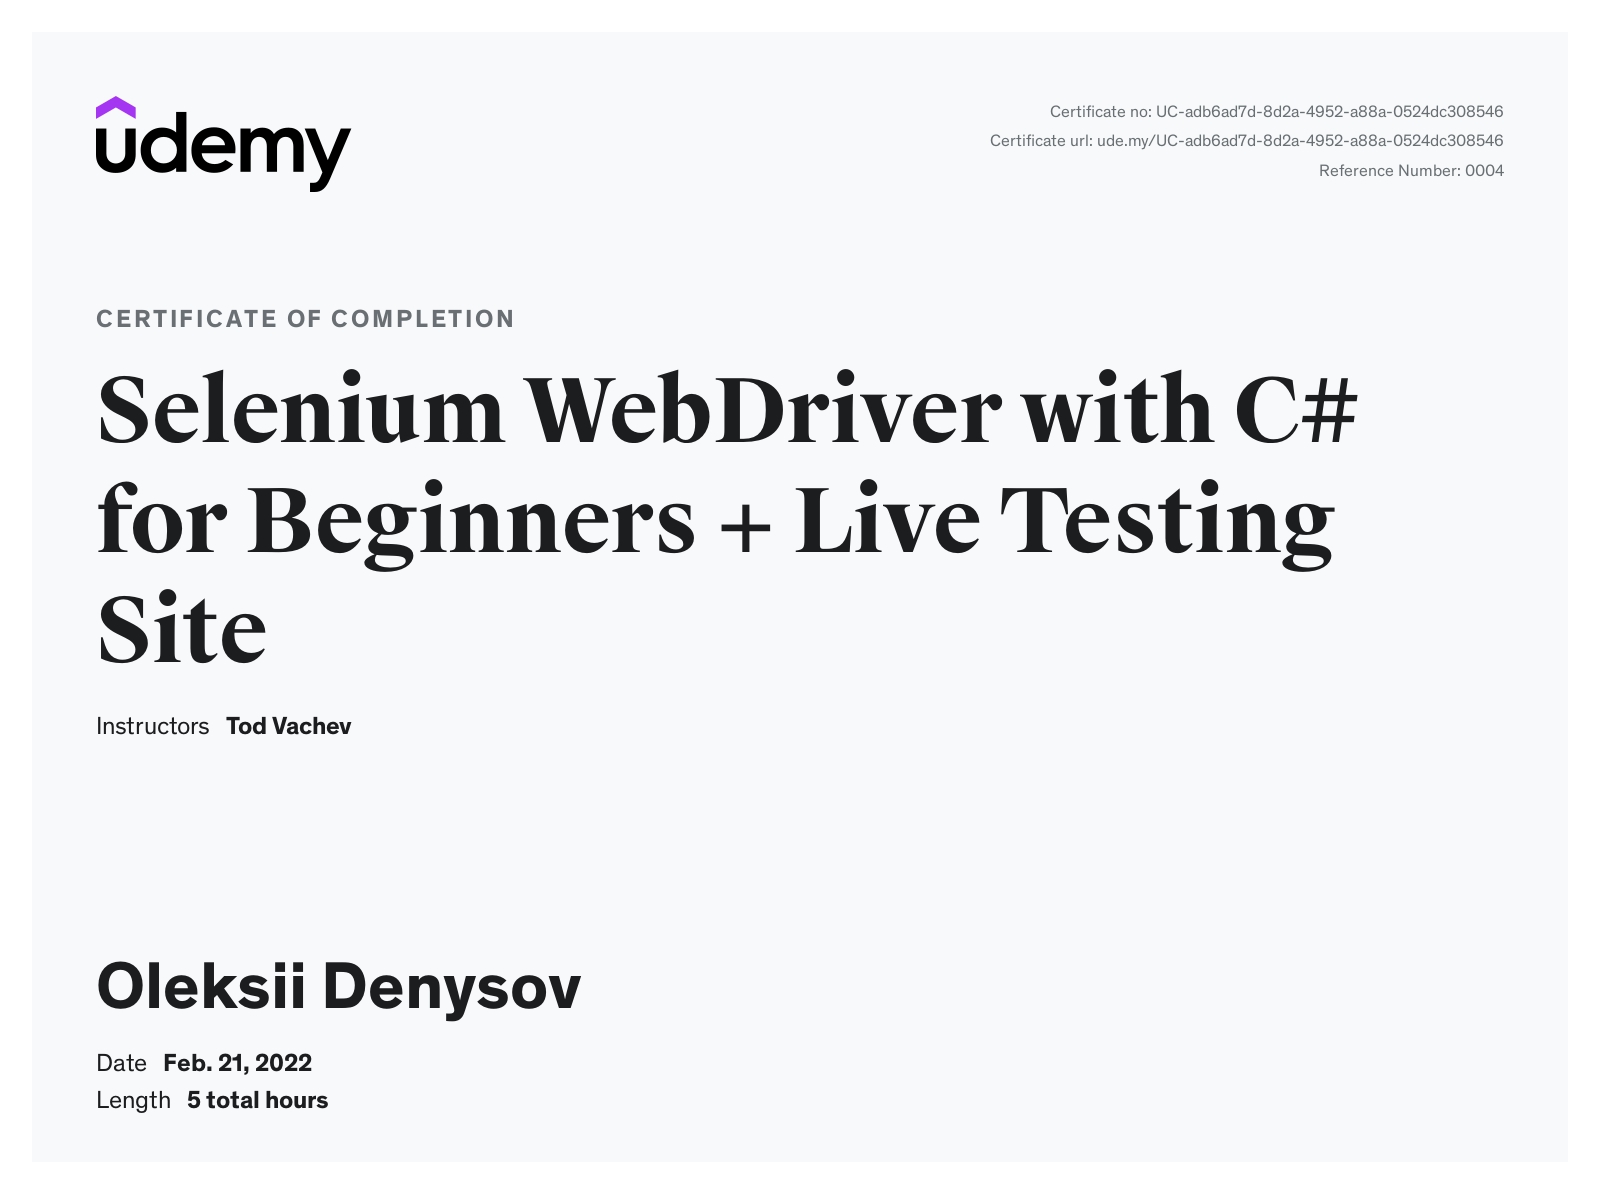 udemy
Certificate no: UC-adb6ad7d-8d2a-4952-a88a-0524dc308546
Certificate url: ude.my/UC-adb6ad7d-8d2a-4952-a88a-0524dc308546
Reference Number: 0004
CERTIFICATE OF COMPLETION
Selenium WebDriver with C#
for Beginners + Live Testing
Site
Instructors Tod Vachev
Oleksii Denysov
Date Feb. 21, 2022
Length 5 total hours